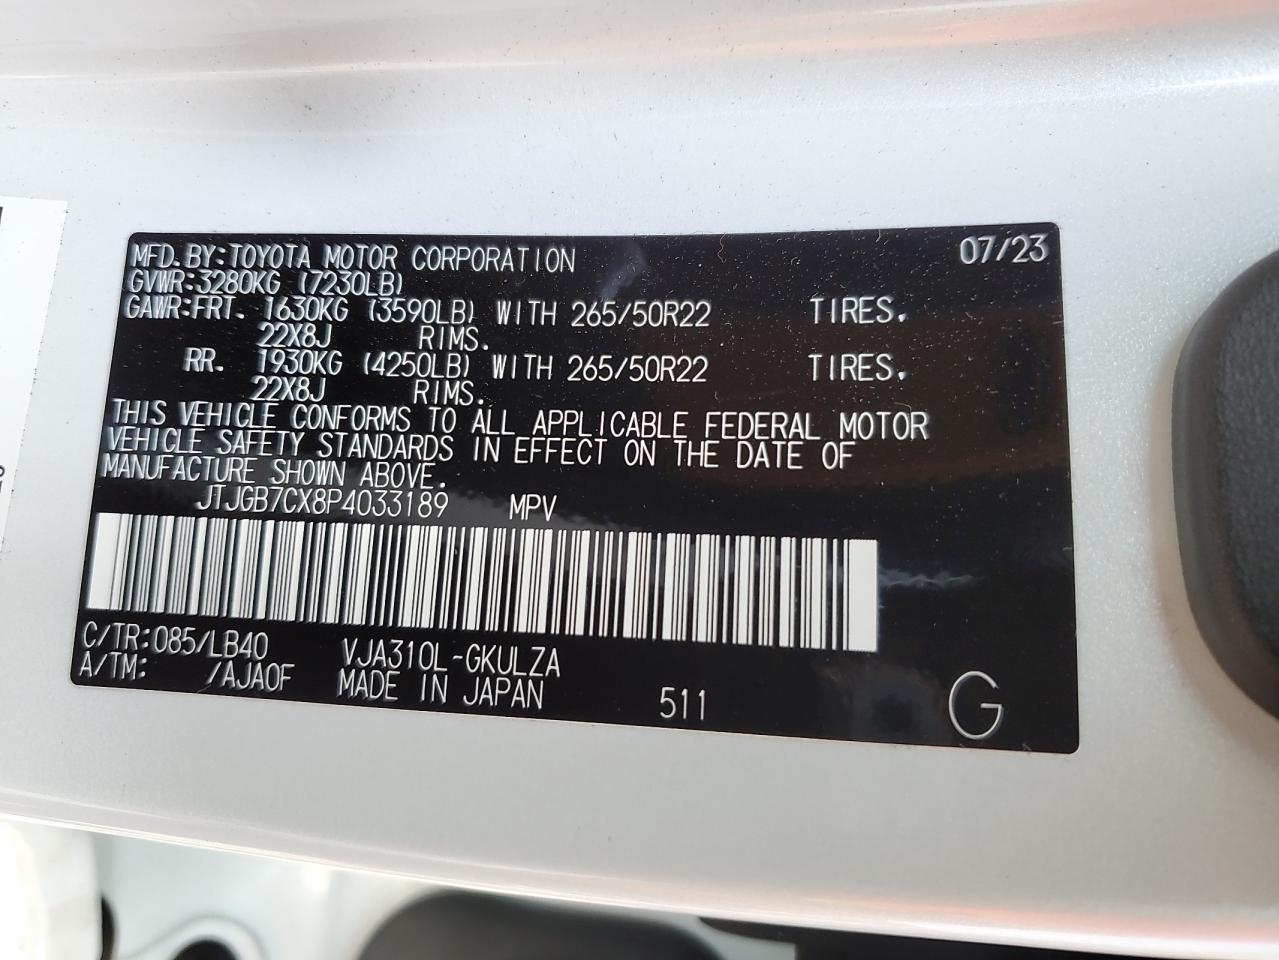 MFD. BY: TOYOTA MOTOR CORPORATION 07/23
GVWR: 3280KG (7230LB)
GAWR: FRT. 1630KG (3590LB) WITH 265/50R22 TIRES.
22X8J RIMS.
RR. 1930KG (4250LB) WITH 265/50R22 TIRES.
22X8J RIMS.
THIS VEHICLE CONFORMS TO ALL APPLICABLE FEDERAL MOTOR
VEHICLE SAFETY STANDARDS IN EFFECT ON THE DATE OF
MANUFACTURE SHOWN ABOVE.
JTJGB7CX8P4033189 MPV
C/TR: 085/LB40 VJA310L-GKULZA
A/TM: /AJA0F MADE IN JAPAN 511 G